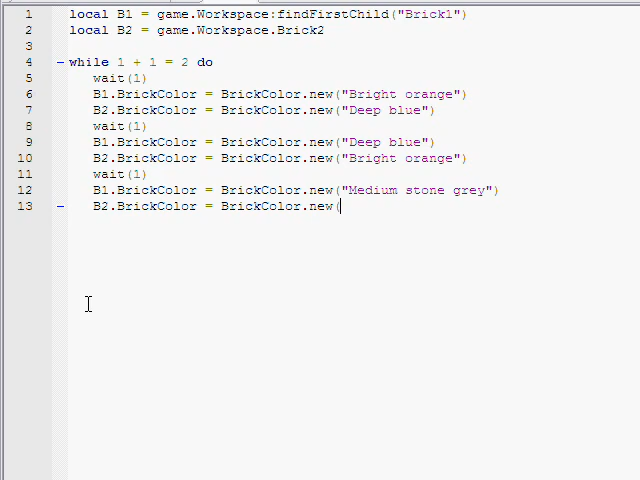 1 local B1 = game.Workspace:findFirstChild("Brick1")
2 local B2 = game.Workspace.Brick2
3
4 while 1 + 1 = 2 do
5 wait(1)
6 B1.BrickColor = BrickColor.new("Bright orange")
7 B2.BrickColor = BrickColor.new("Deep blue")
8 wait(1)
9 B1.BrickColor = BrickColor.new("Deep blue")
10 B2.BrickColor = BrickColor.new("Bright orange")
11 wait(1)
12 B1.BrickColor = BrickColor.new("Medium stone grey")
13 B2.BrickColor = BrickColor.new(